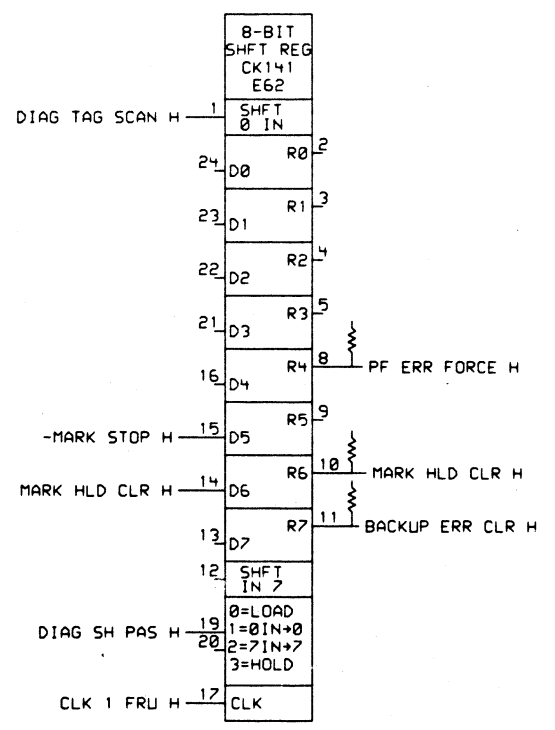 8-BIT
SHFT REG
CK141
E62
DIAG TAG SCAN H 1 SHFT
0 IN
R0 2
24 D0
R1 3
23 D1
R2 4
22 D2
R3 5
21 D3
R4 8 PF ERR FORCE H
16 D4
R5 9
-MARK STOP H 15 D5
R6 10 MARK HLD CLR H
MARK HLD CLR H 14 D6
R7 11 BACKUP ERR CLR H
13 D7
12 SHFT
IN 7
0=LOAD
DIAG SH PAS H 19 1=0IN→0
20 2=7IN→7
3=HOLD
CLK 1 FRU H 17 CLK